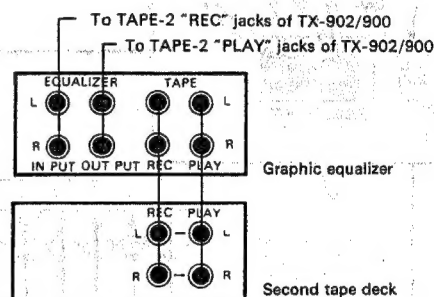 To TAPE-2 "REC" jacks of TX-902/900
To TAPE-2 "PLAY" jacks of TX-902/900
EQUALIZER TAPE
L L
R R
IN PUT OUT PUT REC PLAY
Graphic equalizer
REC PLAY
L L
R R
Second tape deck